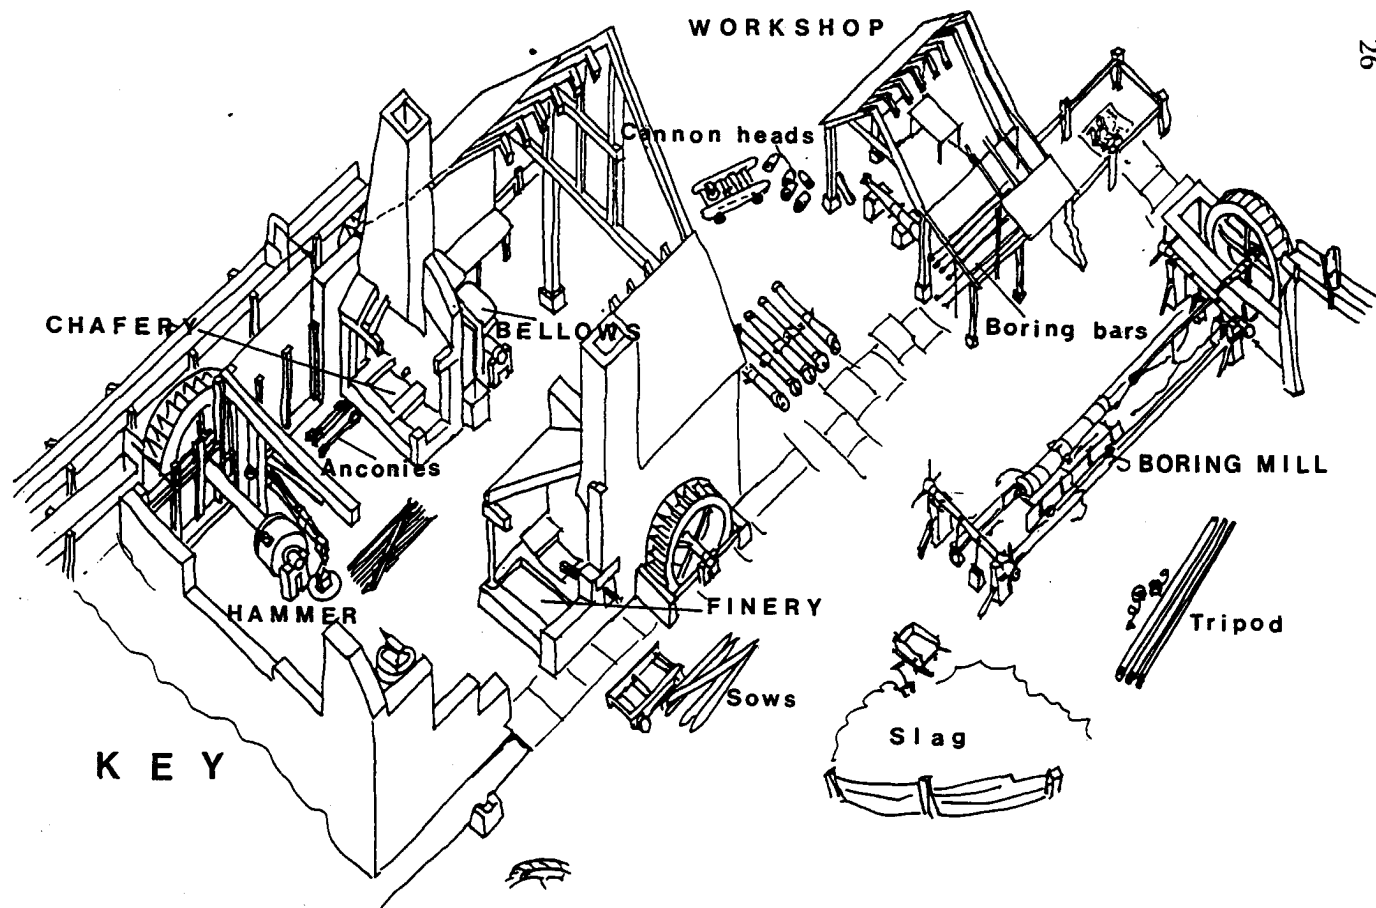 WORKSHOP
26
Cannon heads
CHAFERY
BELLOWS
Boring bars
Anconies
BORING MILL
HAMMER
FINERY
Tripod
Sows
Slag
KEY